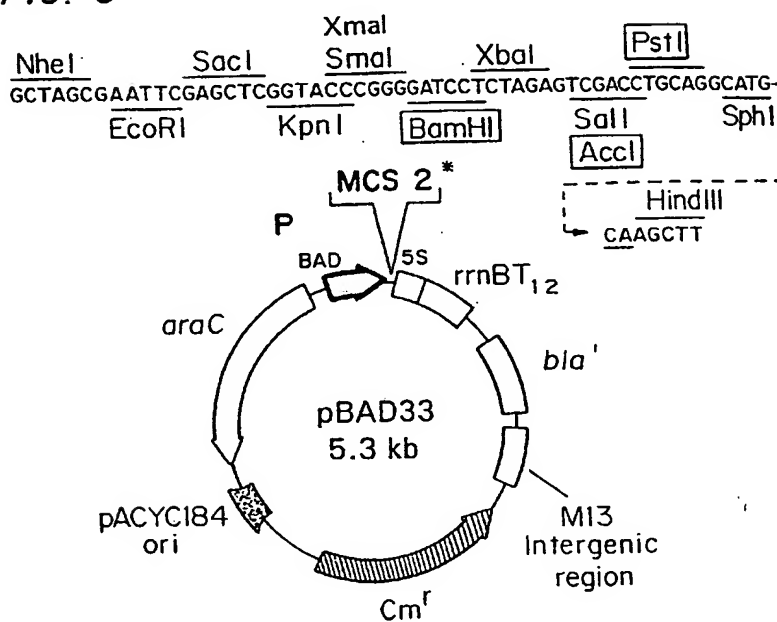 XmaI
NheI SacI SmaI XbaI PstI
GCTAGCGAATTCGAGCTCGGTACCCGGGGATCCTCTAGAGTCGACCTGCAGGCATG-
EcoRI KpnI BamHI SalI SphI
AccI
HindIII
CAAGCTT
MCS 2*
P
BAD
5S
rrnBT12
araC
bla'
pBAD33
5.3 kb
pACYC184
ori
M13
Intergenic
region
Cmr